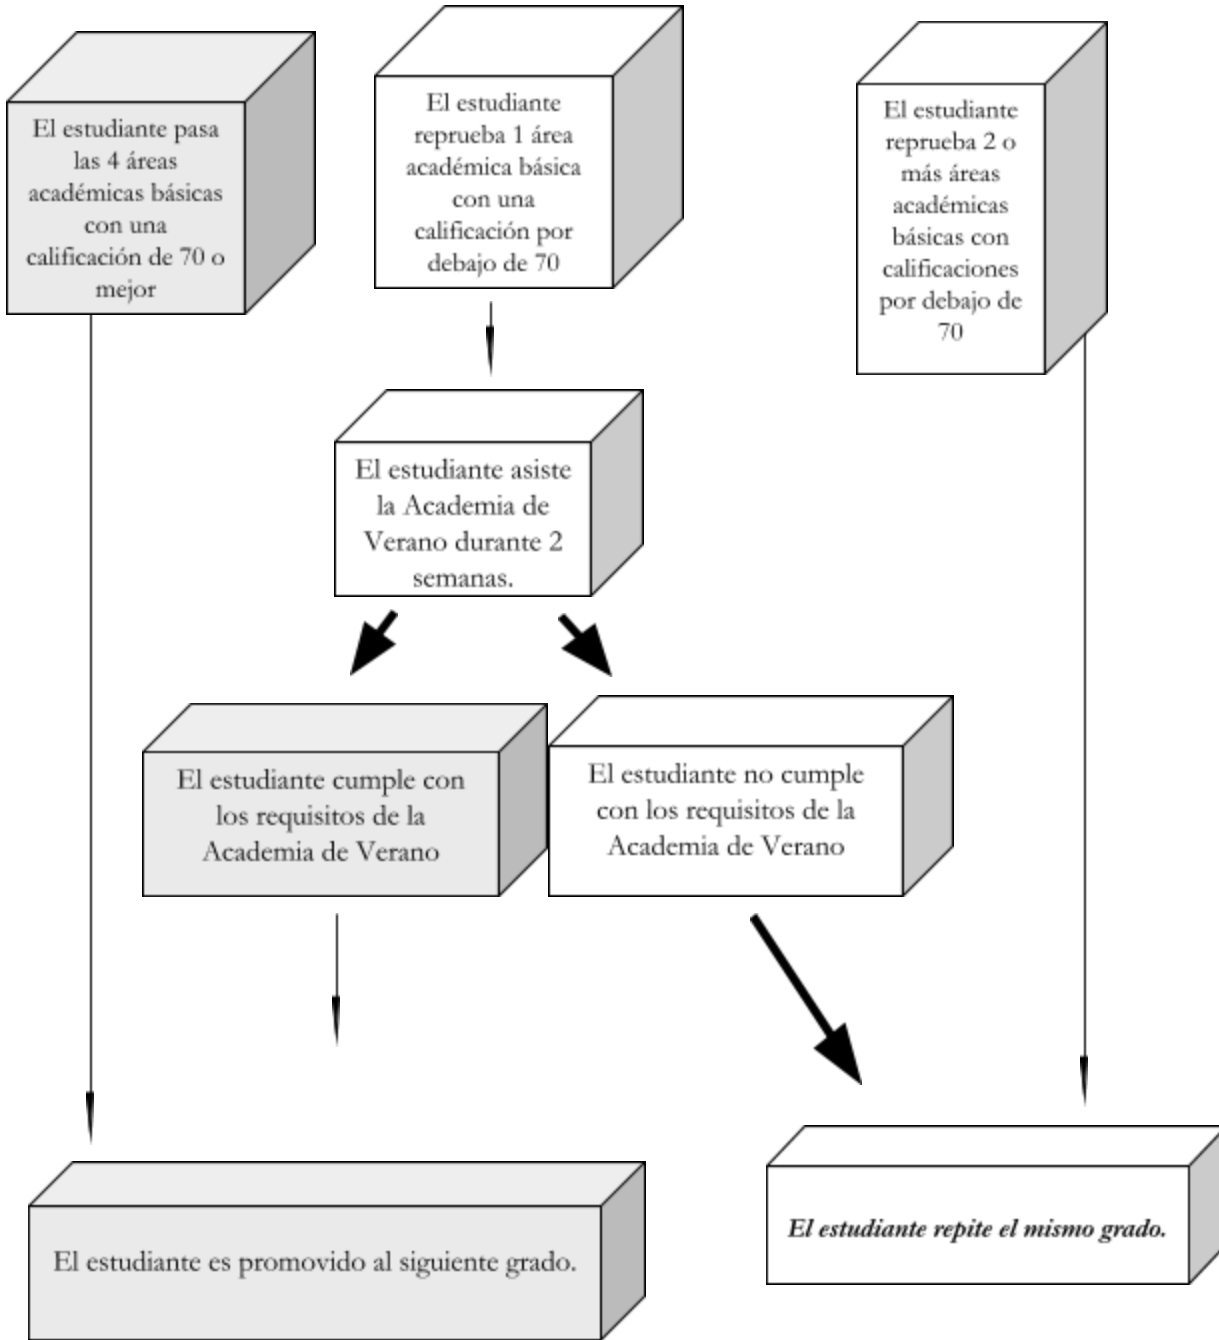 El estudiante pasa
las 4 áreas
académicas básicas
con una
calificación de 70 o
mejor
El estudiante
reprueba 1 área
académica básica
con una
calificación por
debajo de 70
El estudiante
reprueba 2 o
más áreas
académicas
básicas con
calificaciones
por debajo de
70
El estudiante asiste
la Academia de
Verano durante 2
semanas.
El estudiante cumple con
los requisitos de la
Academia de Verano
El estudiante no cumple
con los requisitos de la
Academia de Verano
El estudiante es promovido al siguiente grado.
El estudiante repite el mismo grado.